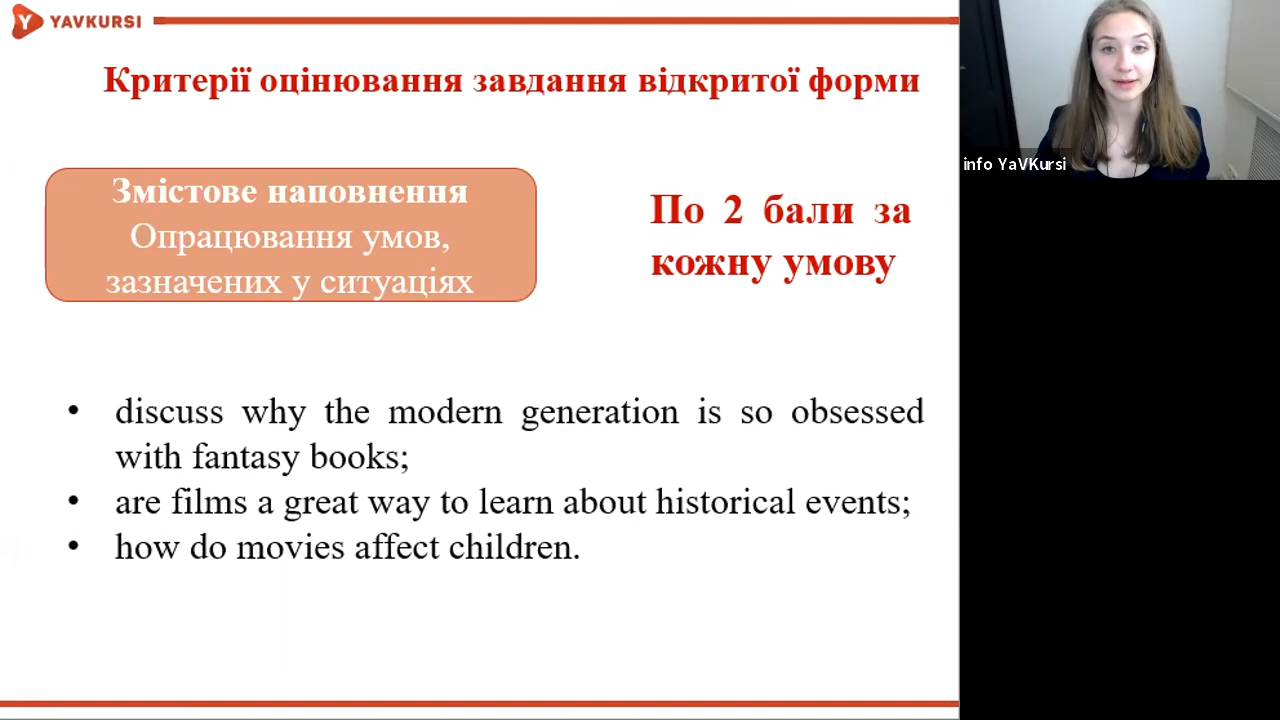 YAVKURSI
Критерії оцінювання завдання відкритої форми
Змістове наповнення
Опрацювання умов,
зазначених у ситуаціях
По 2 бали за
кожну умову
• discuss why the modern generation is so obsessed
with fantasy books;
• are films a great way to learn about historical events;
• how do movies affect children.
info YaVKursi